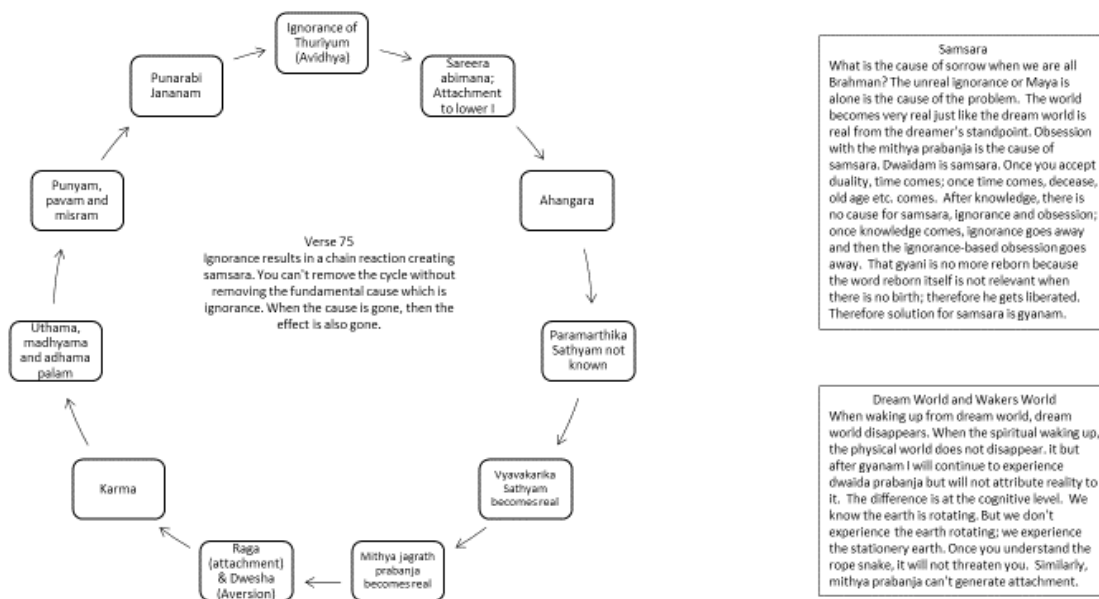 Ignorance of
Thuriyum
(Avidhya)
Sareera
abimana;
Attachment
to lower I
Ahangara
Paramarthika
Sathyam not
known
Vyavakarika
Sathyam
becomes real
Mithya jagrath
prabanja
becomes real
Raga
(attachment)
& Dwesha
(Aversion)
Karma
Uthama,
madhyama
and adhama
palam
Punyam,
pavam and
misram
Punarabi
Jananam
Verse 75
Ignorance results in a chain reaction creating
samsara. You can't remove the cycle without
removing the fundamental cause which is
ignorance. When the cause is gone, then the
effect is also gone.
Samsara
What is the cause of sorrow when we are all
Brahman? The unreal ignorance or Maya is
alone is the cause of the problem. The world
becomes very real just like the dream world is
real from the dreamer's standpoint. Obsession
with the mithya prabanja is the cause of
samsara. Dwaidam is samsara. Once you accept
duality, time comes; once time comes, decease,
old age etc. comes. After knowledge, there is
no cause for samsara, ignorance and obsession;
once knowledge comes, ignorance goes away
and then the ignorance-based obsession goes
away. That gyani is no more reborn because
the word reborn itself is not relevant when
there is no birth; therefore he gets liberated.
Therefore solution for samsara is gyanam.
Dream World and Wakers World
When waking up from dream world, dream
world disappears. When the spiritual waking up,
the physical world does not disappear. it but
after gyanam I will continue to experience
dwaida prabanja but will not attribute reality to
it. The difference is at the cognitive level. We
know the earth is rotating. But we don't
experience the earth rotating; we experience
the stationery earth. Once you understand the
rope snake, it will not threaten you. Similarly,
mithya prabanja can't generate attachment.